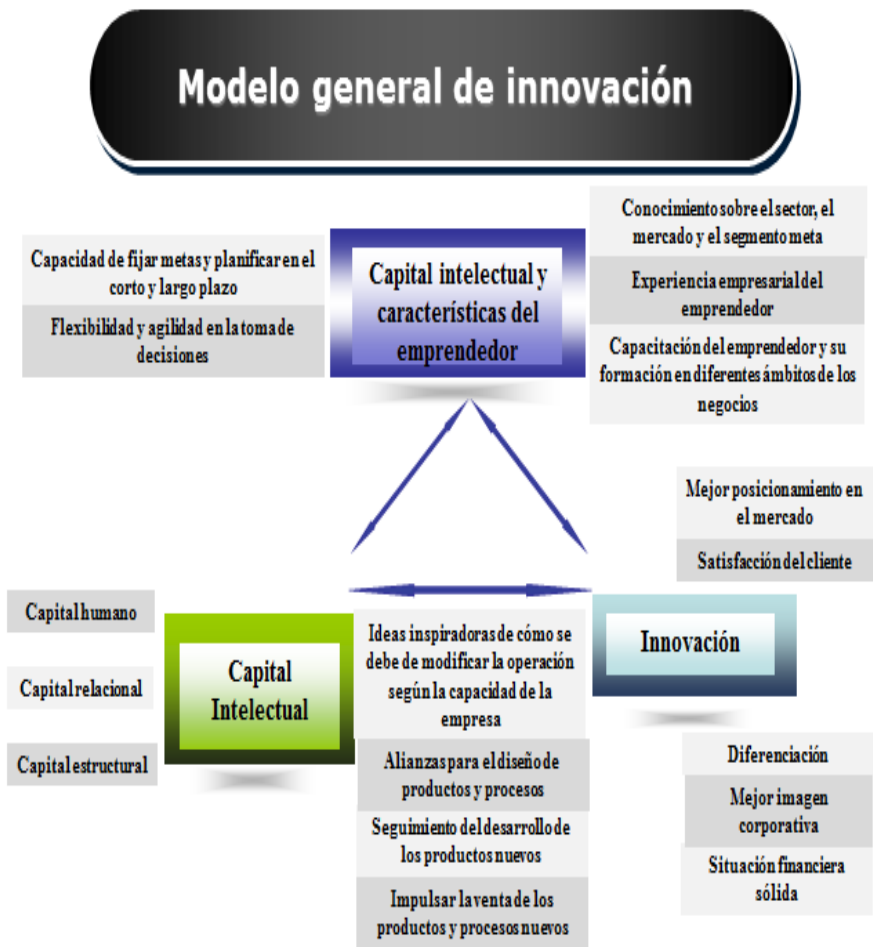 Modelo general de innovación
Capacidad de fijar metas y planificar en el
corto y largo plazo
Flexibilidad y agilidad en la toma de
decisiones
Capital intelectual y
características del
emprendedor
Conocimiento sobre el sector, el
mercado y el segmento meta
Experiencia empresarial del
emprendedor
Capacitación del emprendedor y su
formación en diferentes ámbitos de los
negocios
Mejor posicionamiento en
el mercado
Satisfacción del cliente
Capital humano
Capital relacional
Capital estructural
Capital
Intelectual
Ideas inspiradoras de cómo se
debe de modificar la operación
según la capacidad de la
empresa
Alianzas para el diseño de
productos y procesos
Seguimiento del desarrollo de
los productos nuevos
Impulsar la venta de los
productos y procesos nuevos
Innovación
Diferenciación
Mejor imagen
corporativa
Situación financiera
sólida